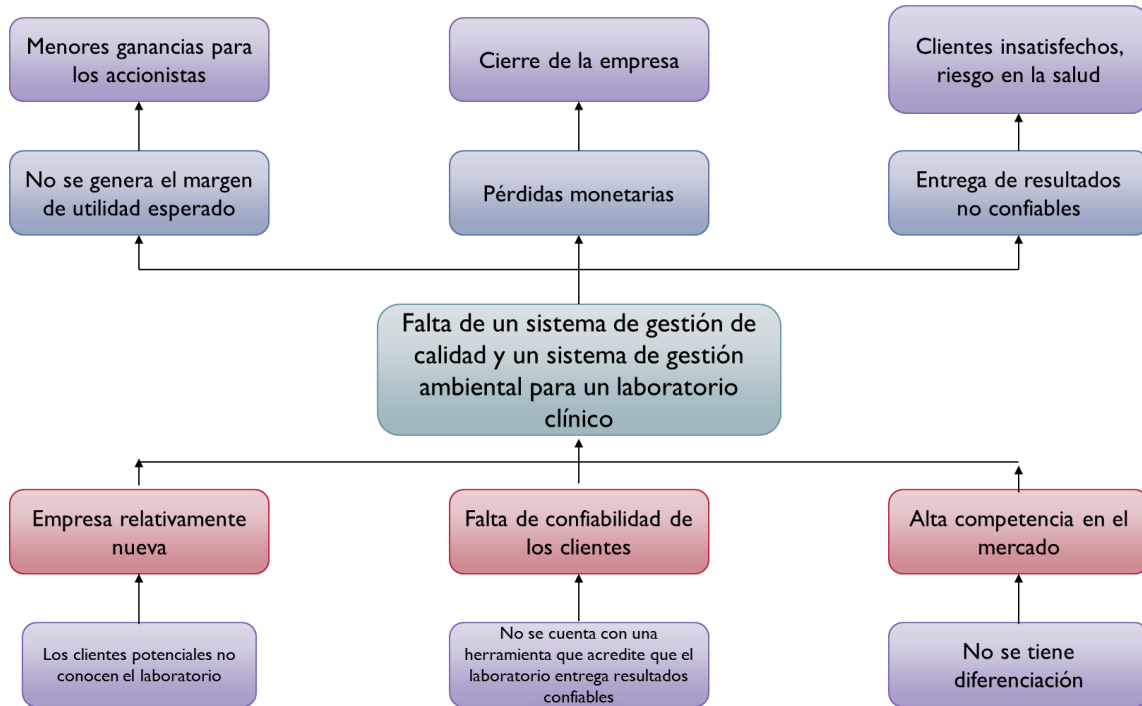 Menores ganancias para
los accionistas
Cierre de la empresa
Clientes insatisfechos,
riesgo en la salud
No se genera el margen
de utilidad esperado
Pérdidas monetarias
Entrega de resultados
no confiables
Falta de un sistema de gestión de
calidad y un sistema de gestión
ambiental para un laboratorio
clínico
Empresa relativamente
nueva
Falta de confiabilidad de
los clientes
Alta competencia en el
mercado
Los clientes potenciales no
conocen el laboratorio
No se cuenta con una
herramienta que acredite que el
laboratorio entrega resultados
confiables
No se tiene
diferenciación